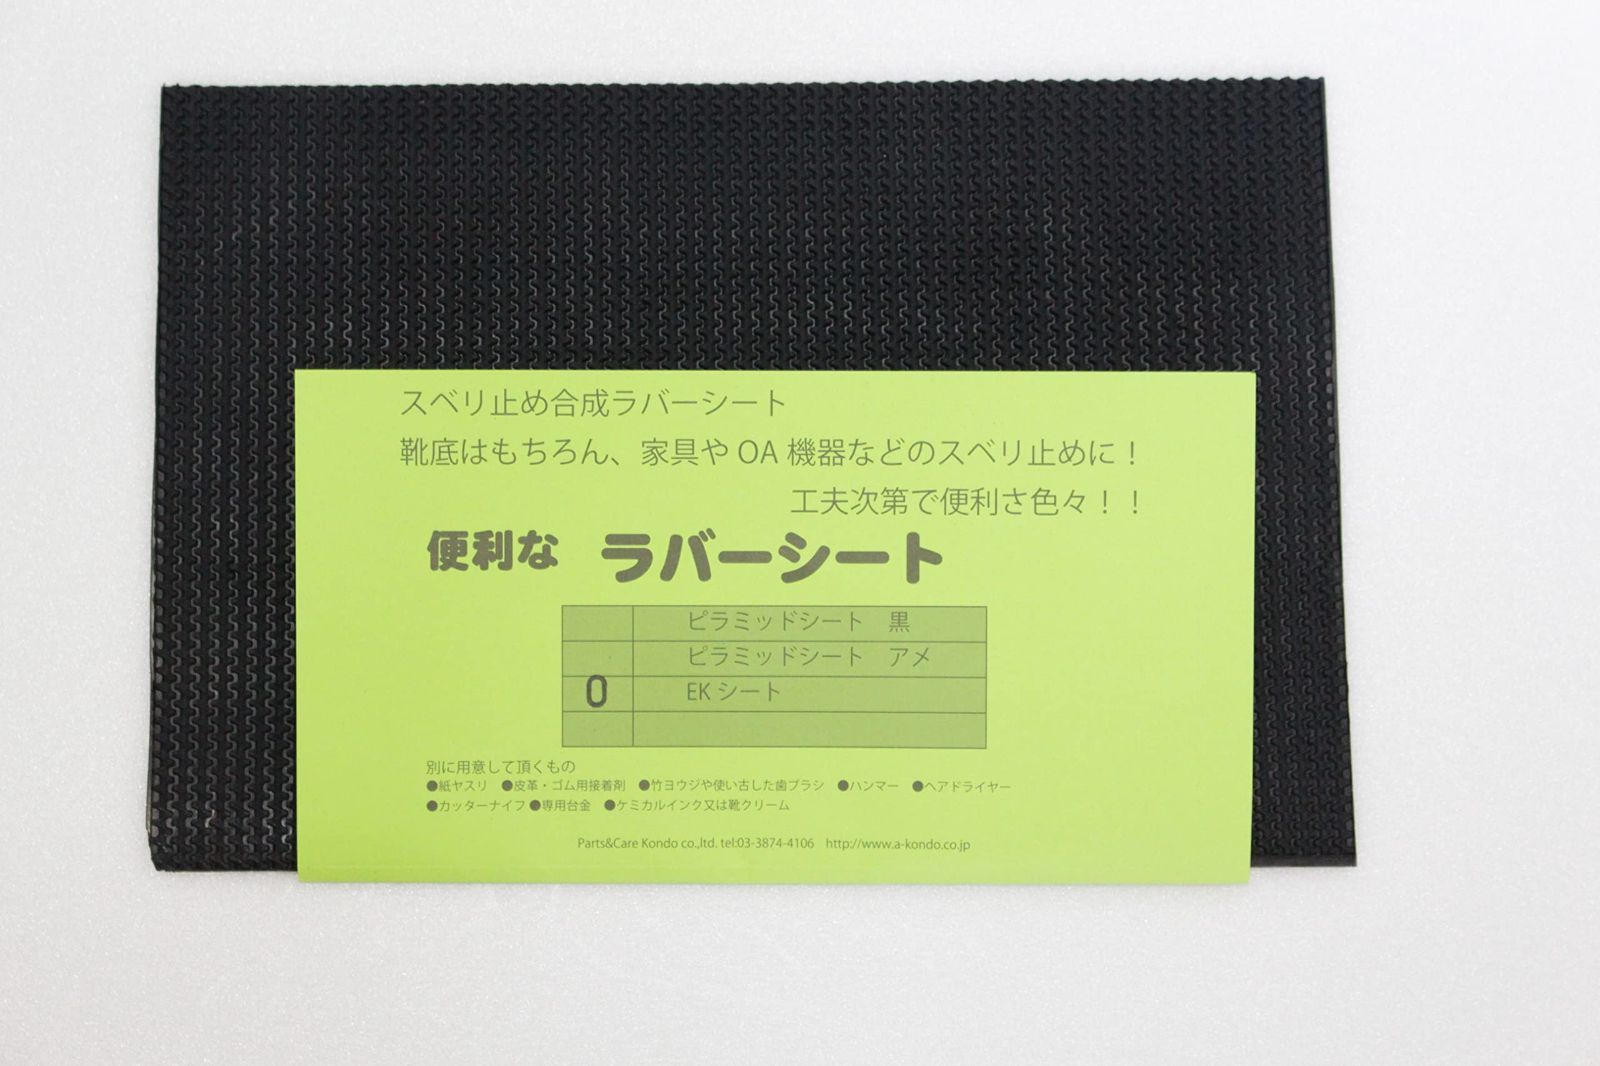 スベリ止め合成ラバーシート
靴底はもちろん、家具や OA 機器などのスベリ止めに！
工夫次第で便利さ色々！！
便利な ラバーシート
ピラミッドシート 黒
ピラミッドシート アメ
0 EK シート
別に用意して頂くもの
●紙ヤスリ ●皮革・ゴム用接着剤 ●竹ヨウジや使い古した歯ブラシ ●ハンマー ●ヘアドライヤー
●カッターナイフ ●専用台金 ●ケミカルインク又は靴クリーム
Parts&Care Kondo co.,ltd. tel:03-3874-4106 http://www.a-kondo.co.jp